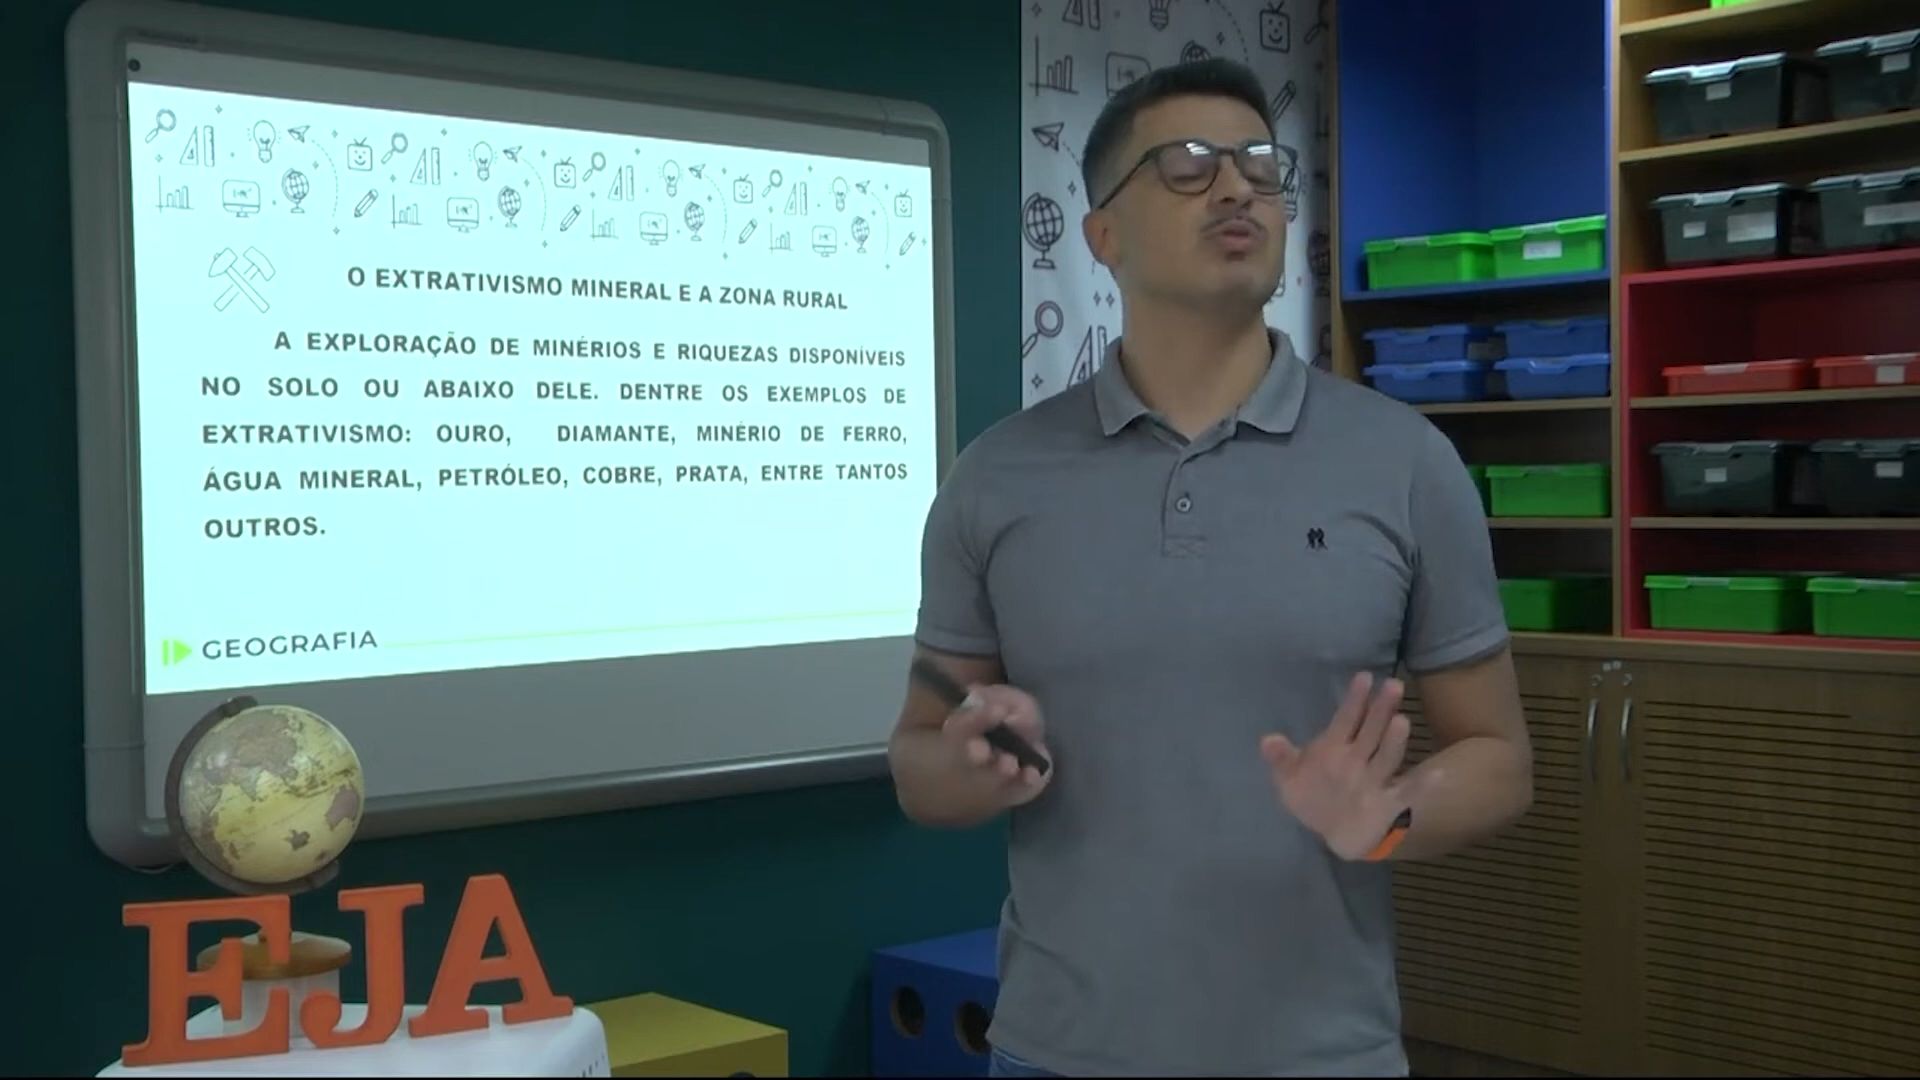 O EXTRATIVISMO MINERAL E A ZONA RURAL
A EXPLORAÇÃO DE MINÉRIOS E RIQUEZAS DISPONÍVEIS
NO SOLO OU ABAIXO DELE. DENTRE OS EXEMPLOS DE
EXTRATIVISMO: OURO, DIAMANTE, MINÉRIO DE FERRO,
ÁGUA MINERAL, PETRÓLEO, COBRE, PRATA, ENTRE TANTOS
OUTROS.
GEOGRAFIA
EJA